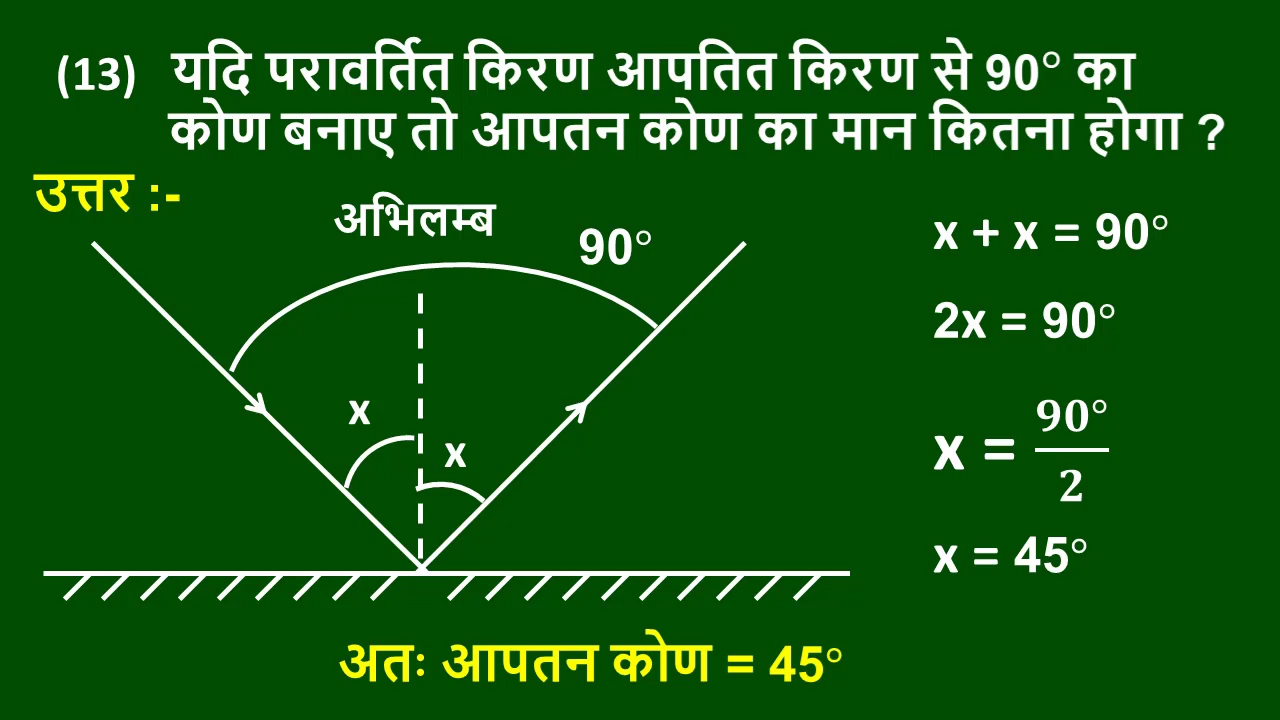 (13) यदि परावर्तित किरण आपतित किरण से 90° का
कोण बनाए तो आपतन कोण का मान कितना होगा ?
उत्तर :-
अभिलम्ब
90°
x
x
x + x = 90°
2x = 90°
x = 90°/2
x = 45°
अतः आपतन कोण = 45°